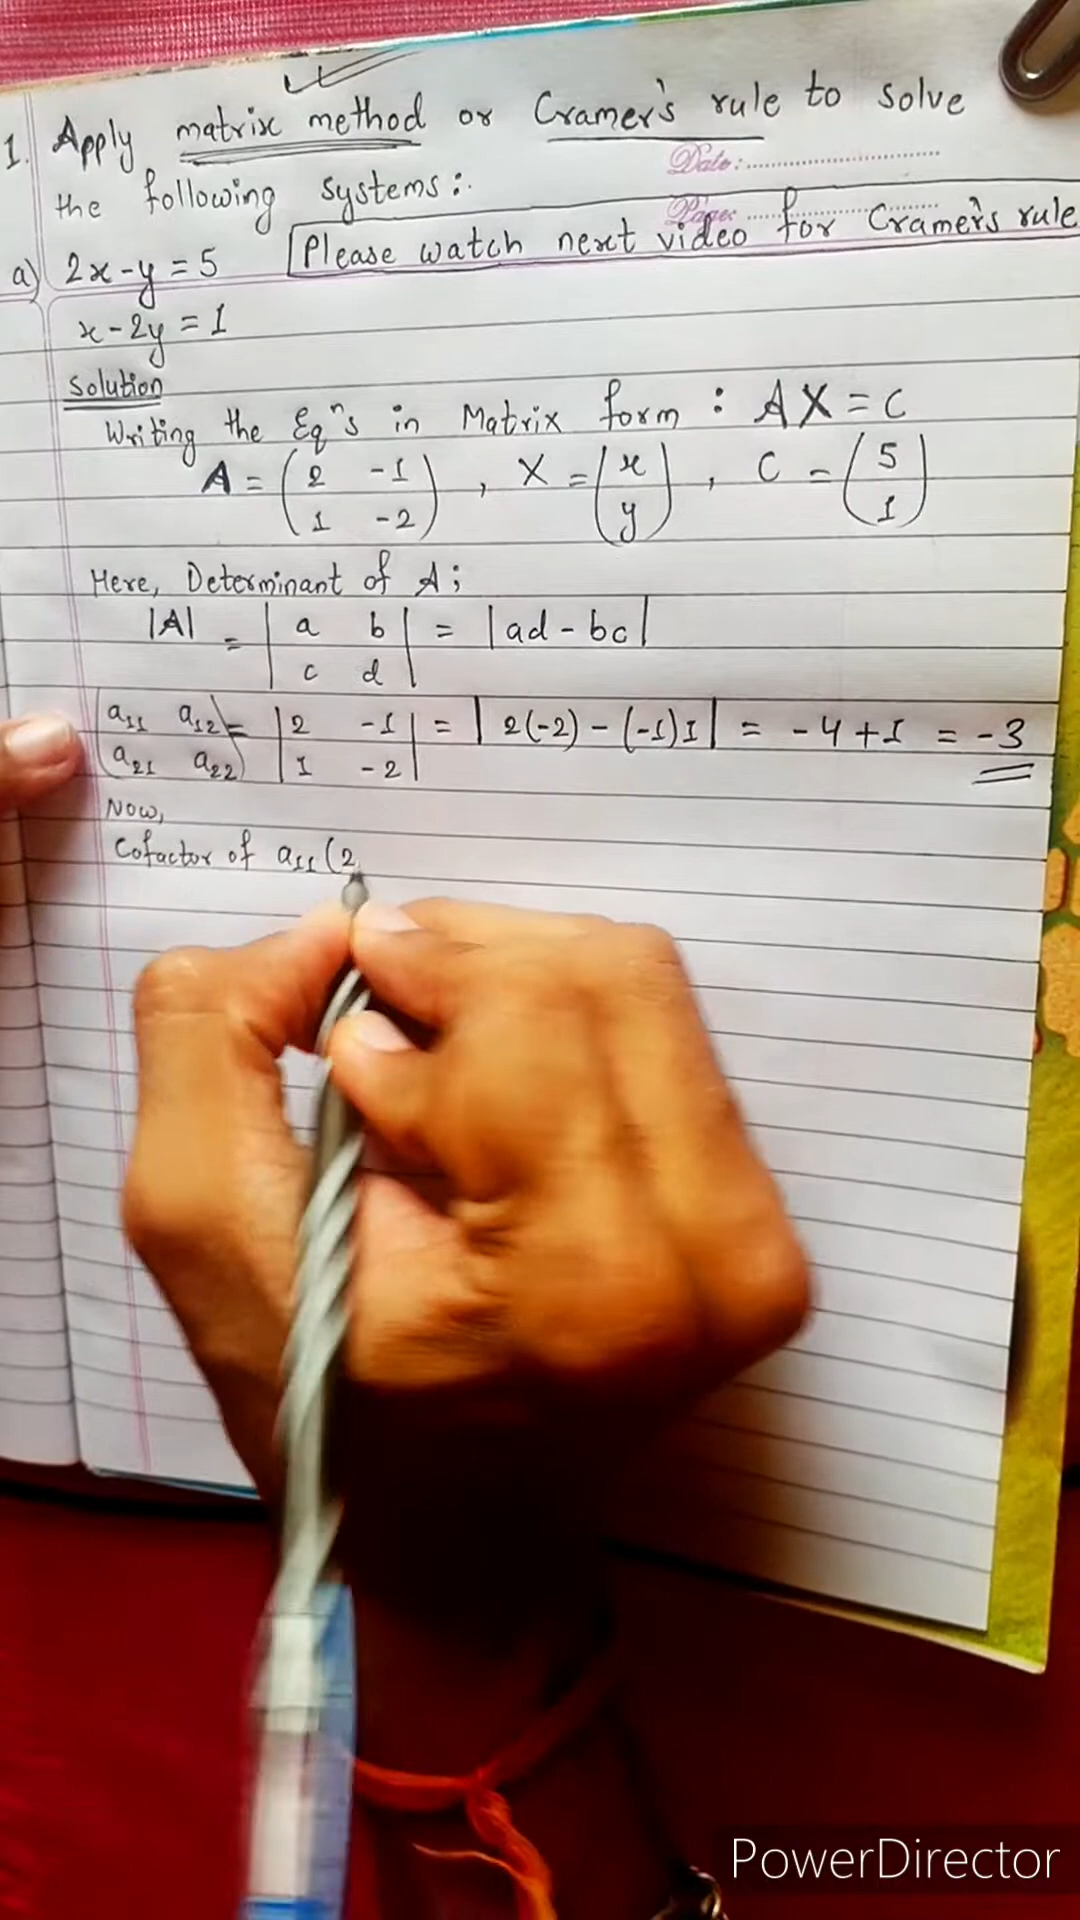 1. Apply matrix method or Cramer's rule to solve
Date:
the following systems:.
Page:
Please watch next video for Cramer's rule
a) 2x-y = 5
x-2y = 1
Solution
Writing the Eqⁿ's in Matrix form : AX = C
A = (2 -1 , X = (x , C = (5
1 -2) y) 1)
Here, Determinant of A;
|A| = |a b| = |ad - bc|
|c d|
(a₁₁ a₁₂) = |2 -1| = |2(-2) - (-1)1| = -4+1 = -3
(a₂₁ a₂₂) |1 -2|
Now,
Cofactor of a₁₁ (2
PowerDirector